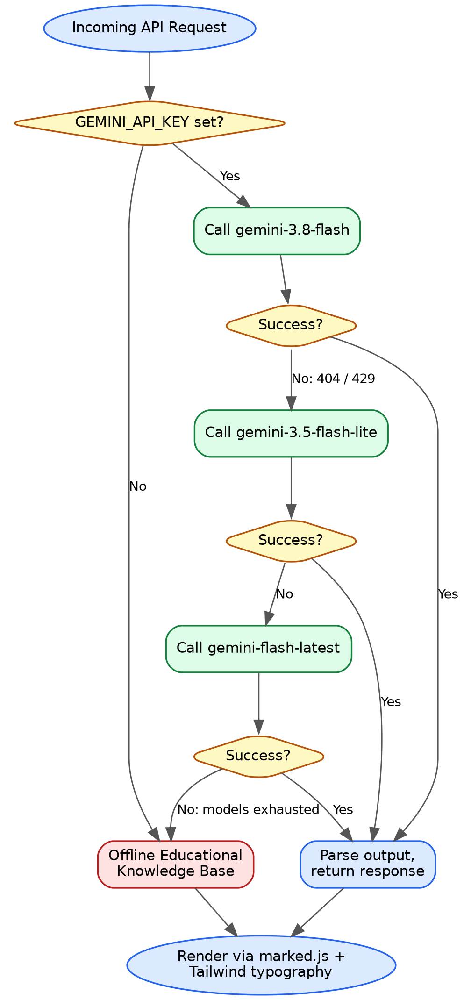 Incoming API Request
GEMINI_API_KEY set?
Yes
Call gemini-3.8-flash
Success?
No: 404 / 429
Call gemini-3.5-flash-lite
No
Success?
No
Yes
Call gemini-flash-latest
Yes
Success?
No: models exhausted
Yes
Offline Educational
Knowledge Base
Parse output,
return response
Render via marked.js +
Tailwind typography